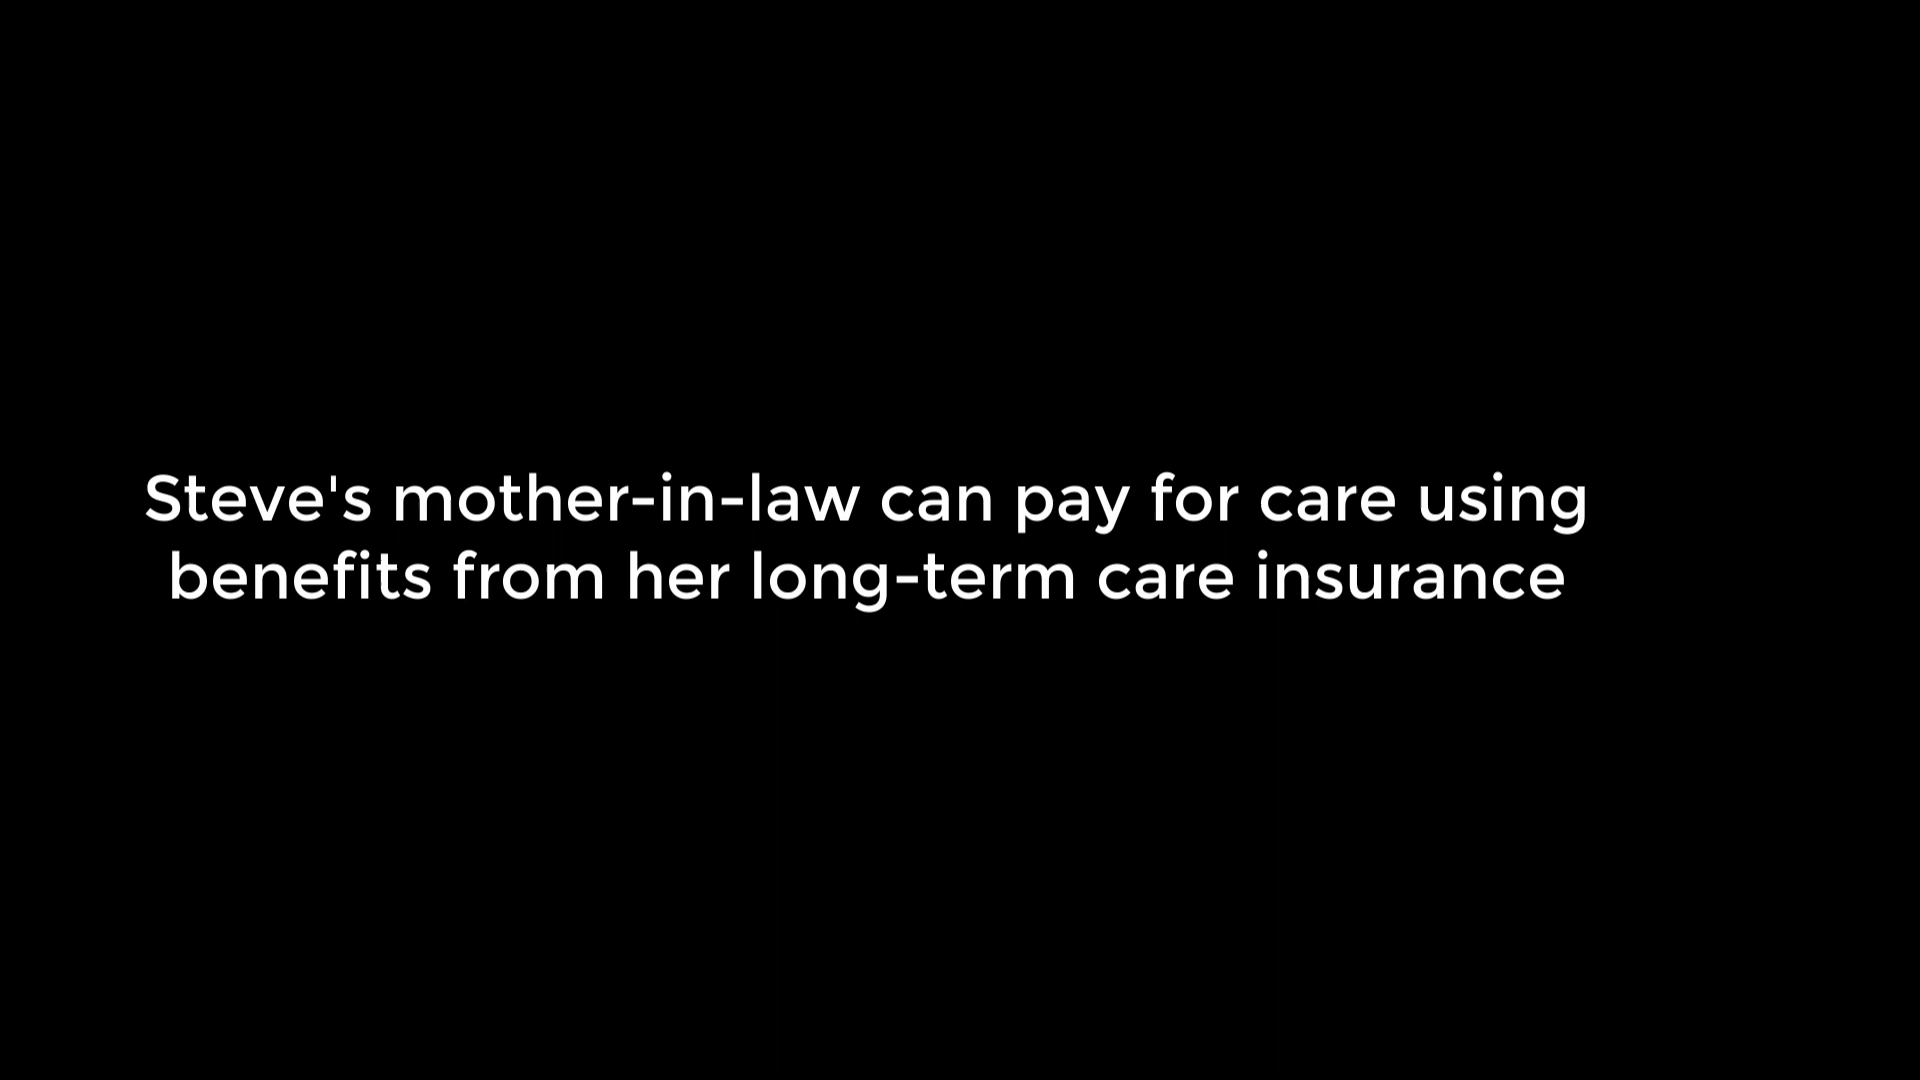 Steve's mother-in-law can pay for care using
benefits from her long-term care insurance